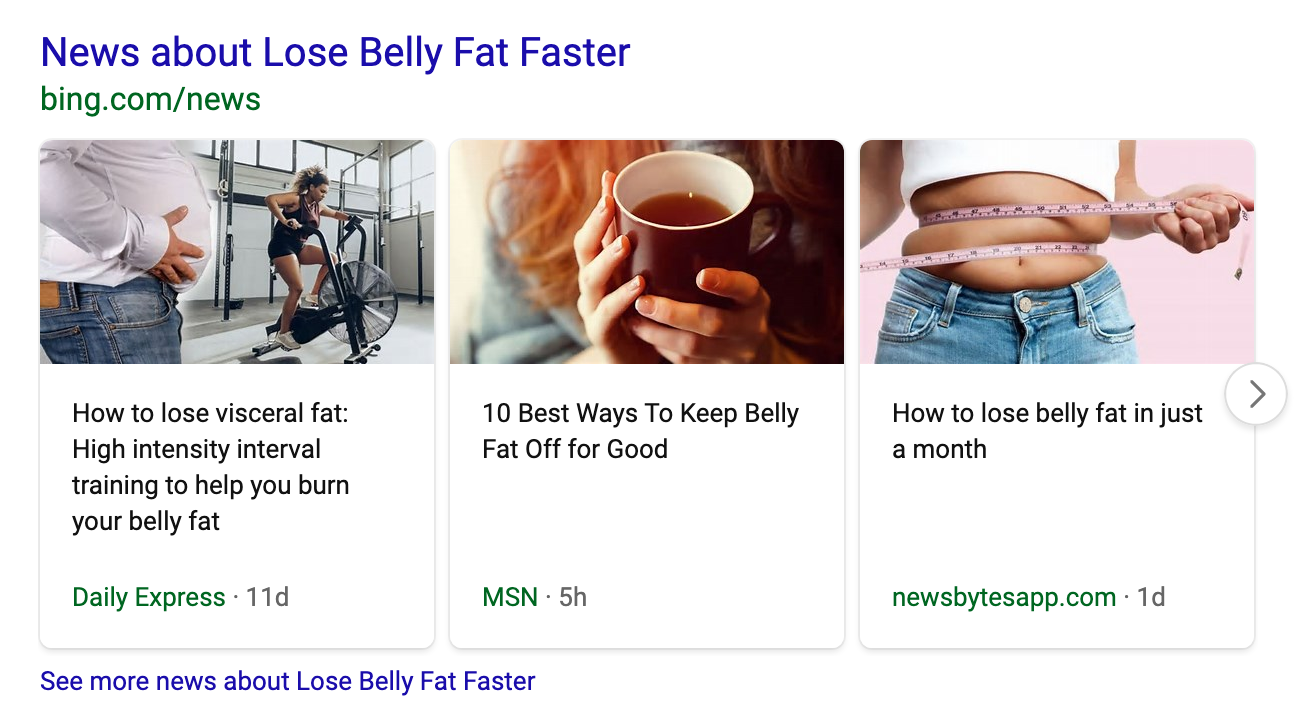 News about Lose Belly Fat Faster
bing.com/news
How to lose visceral fat:
High intensity interval
training to help you burn
your belly fat
Daily Express · 11d
10 Best Ways To Keep Belly
Fat Off for Good
MSN · 5h
How to lose belly fat in just
a month
newsbytesapp.com · 1d
See more news about Lose Belly Fat Faster